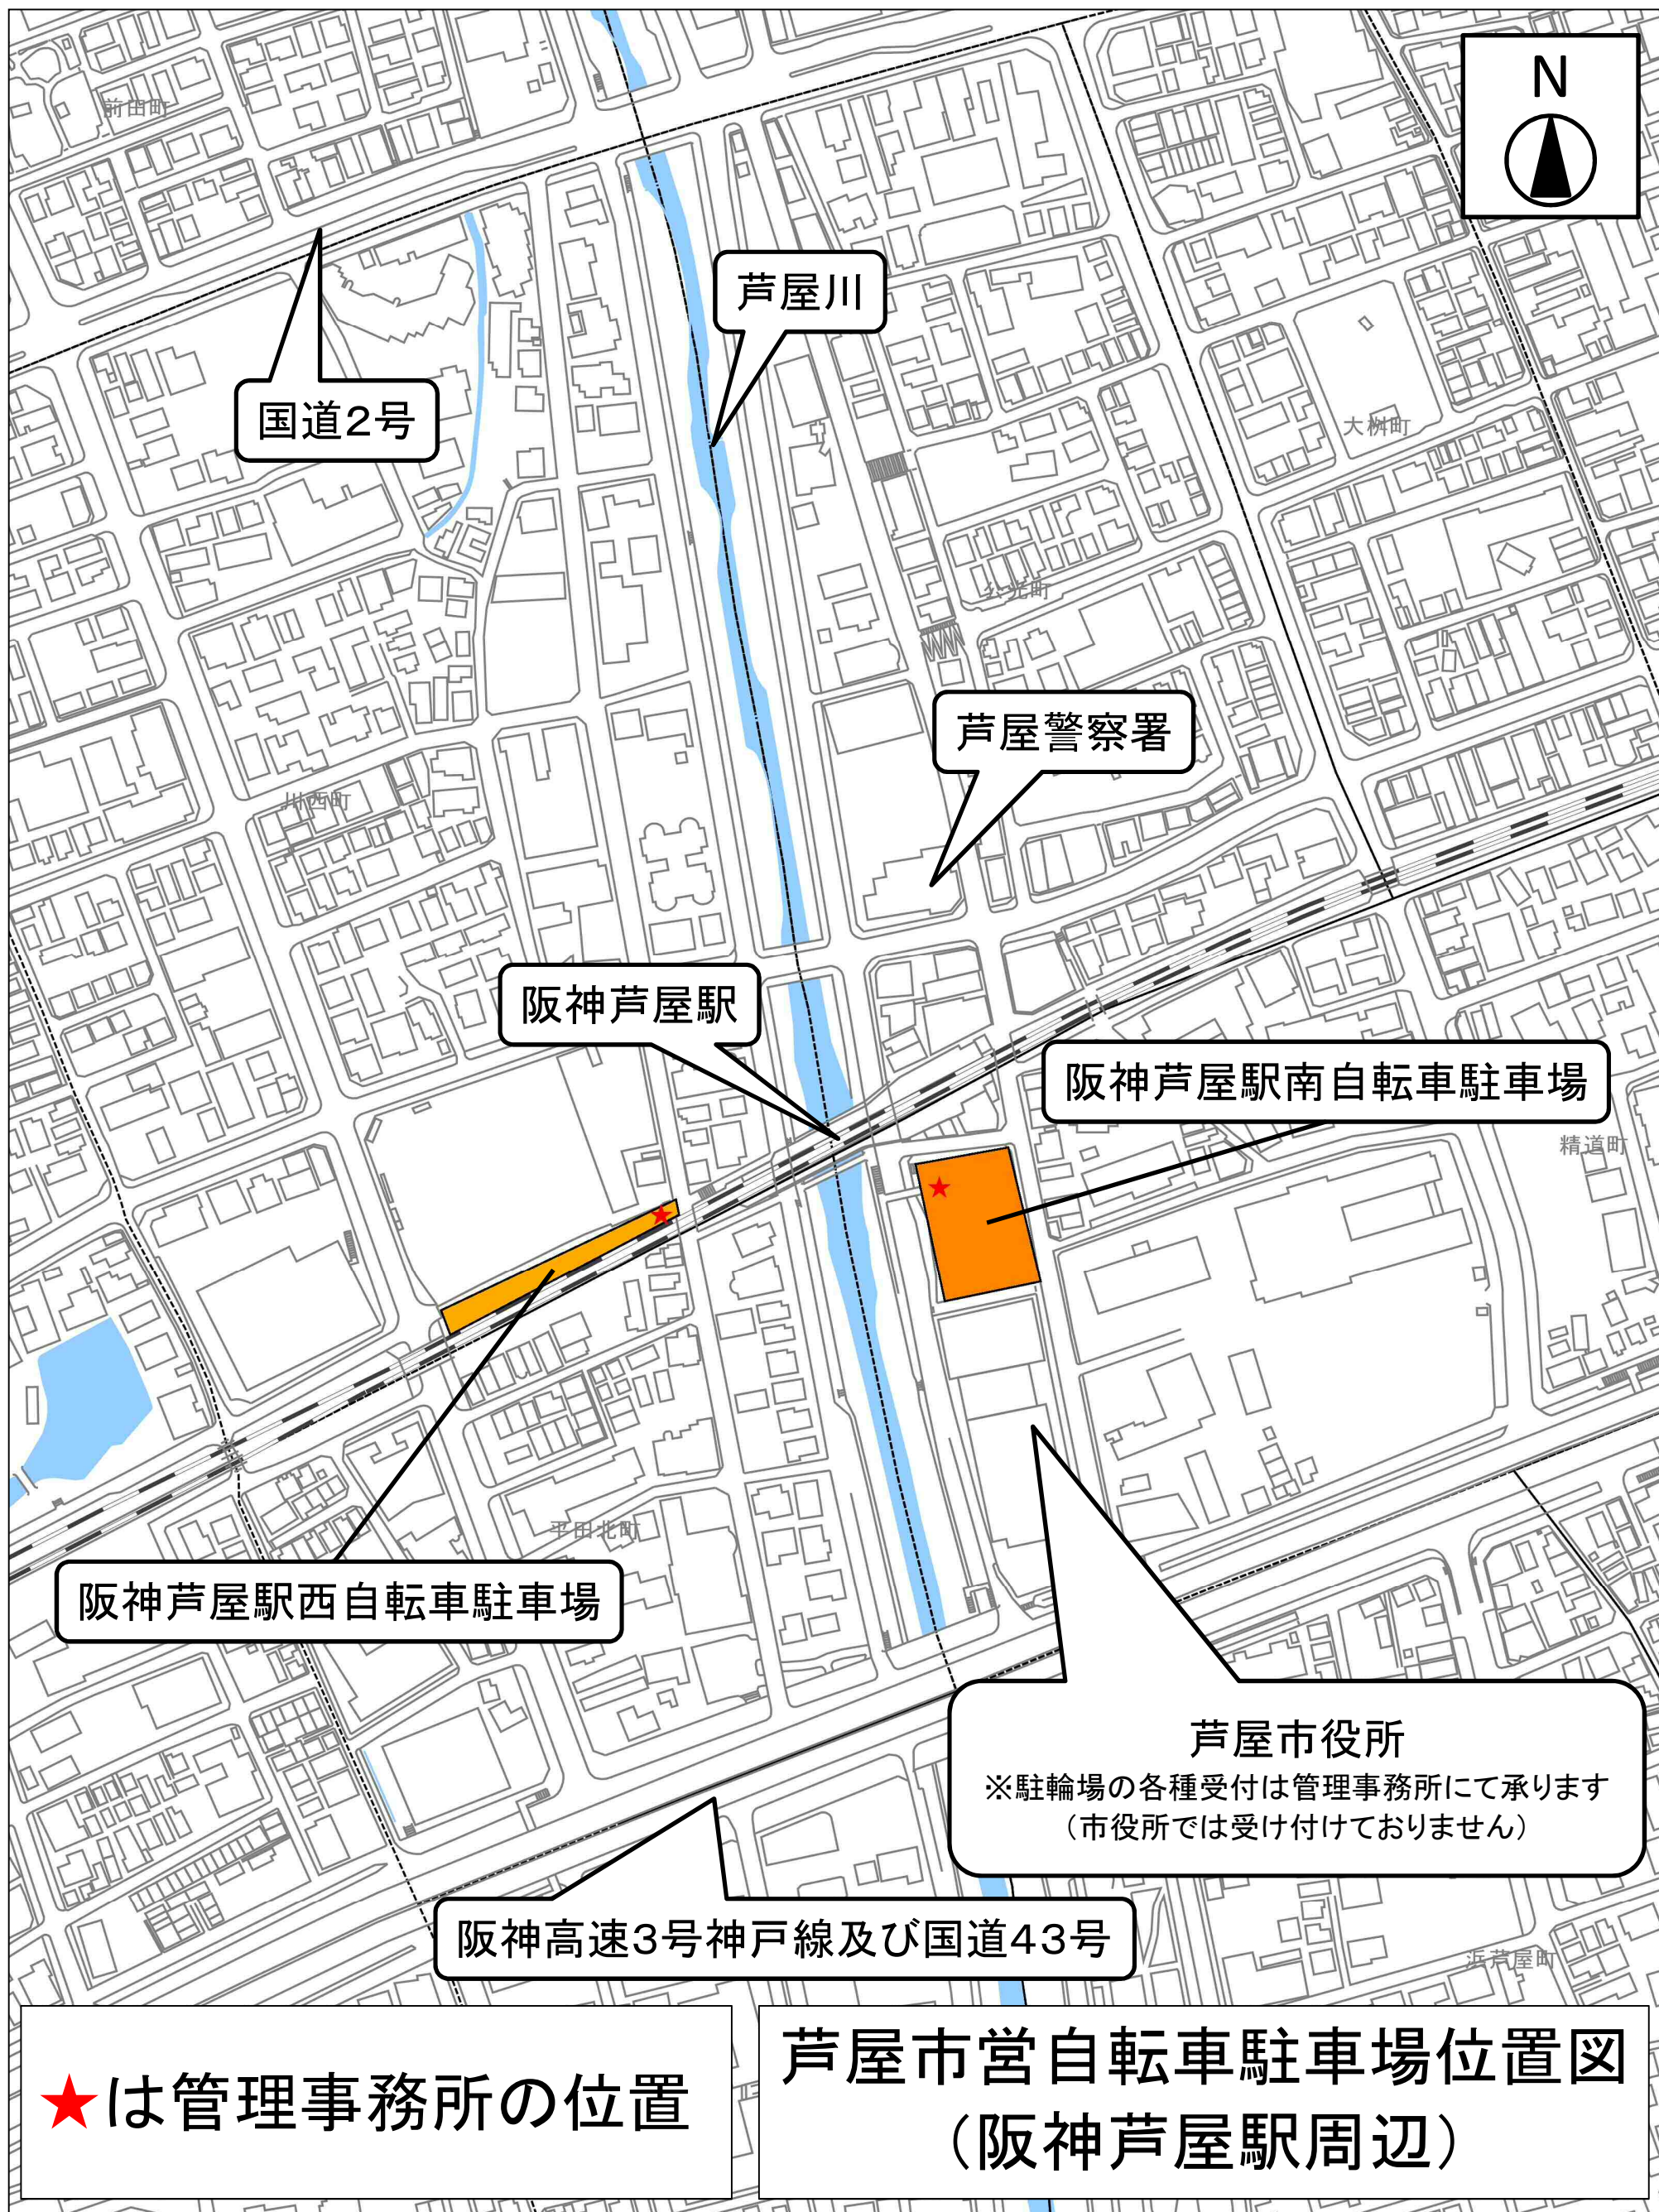 前田町
N
芦屋川
国道2号
大桝町
公光町
芦屋警察署
川西町
阪神芦屋駅
阪神芦屋駅南自転車駐車場
精道町
平田北町
阪神芦屋駅西自転車駐車場
芦屋市役所
※駐輪場の各種受付は管理事務所にて承ります
（市役所では受け付けておりません）
阪神高速3号神戸線及び国道43号
浜芦屋町
★は管理事務所の位置
芦屋市営自転車駐車場位置図
（阪神芦屋駅周辺）